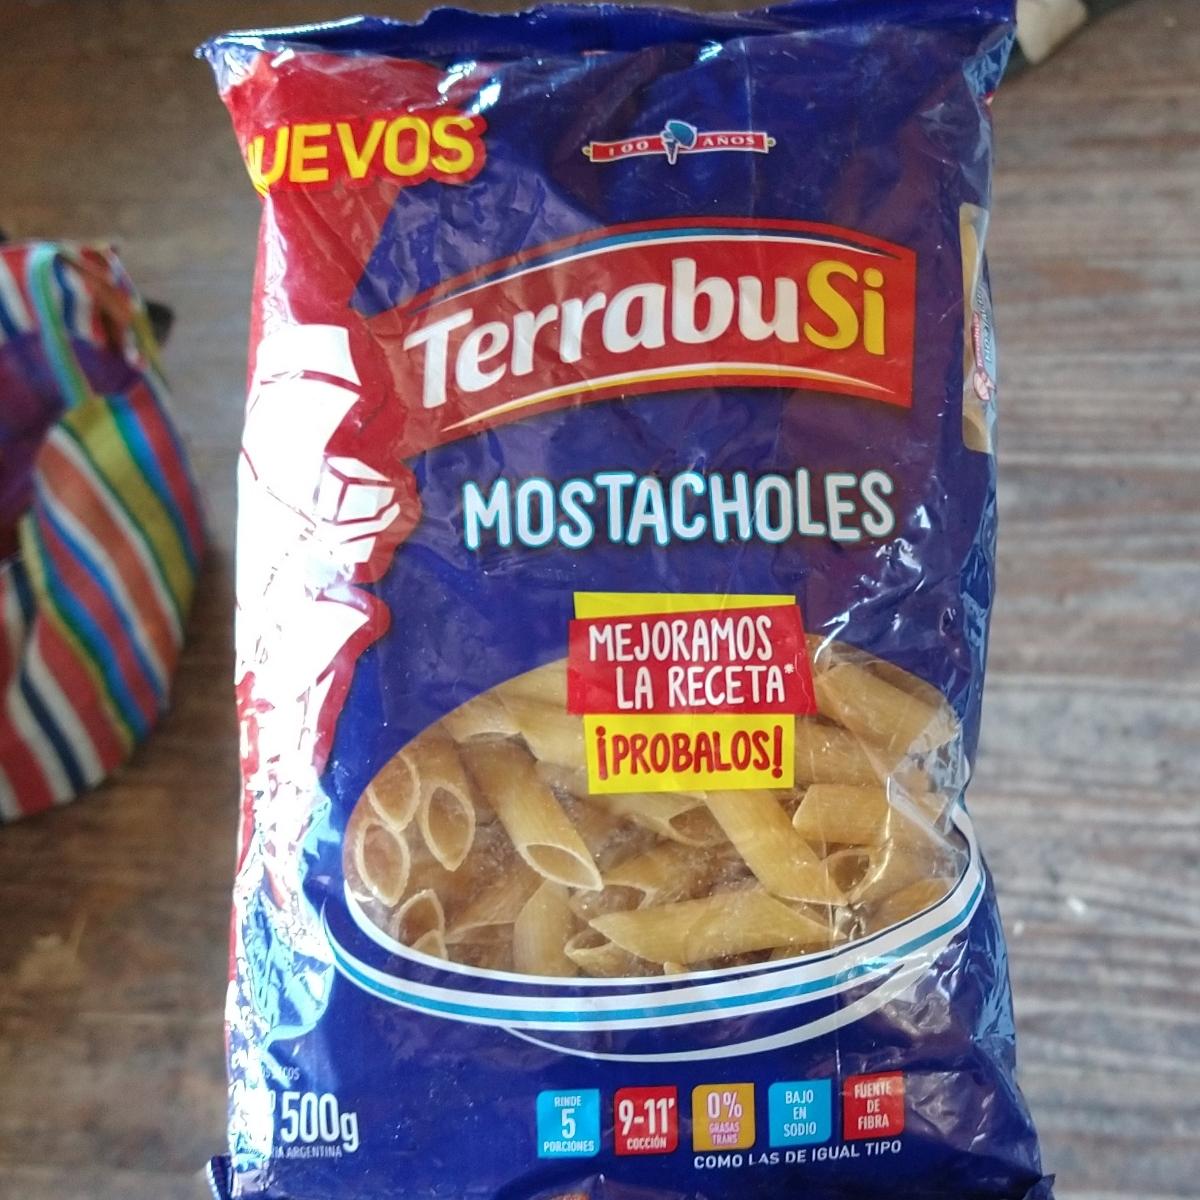 UEVOS
100 AÑOS
TerrabuSi
MOSTACHOLES
MEJORAMOS
LA RECETA*
¡PROBALOS!
500g
ARGENTINA
RINDE
5
PORCIONES
9-11'
COCCIÓN
0%
GRASAS
TRANS
BAJO
EN
SODIO
FUENTE
DE
FIBRA
COMO LAS DE IGUAL TIPO